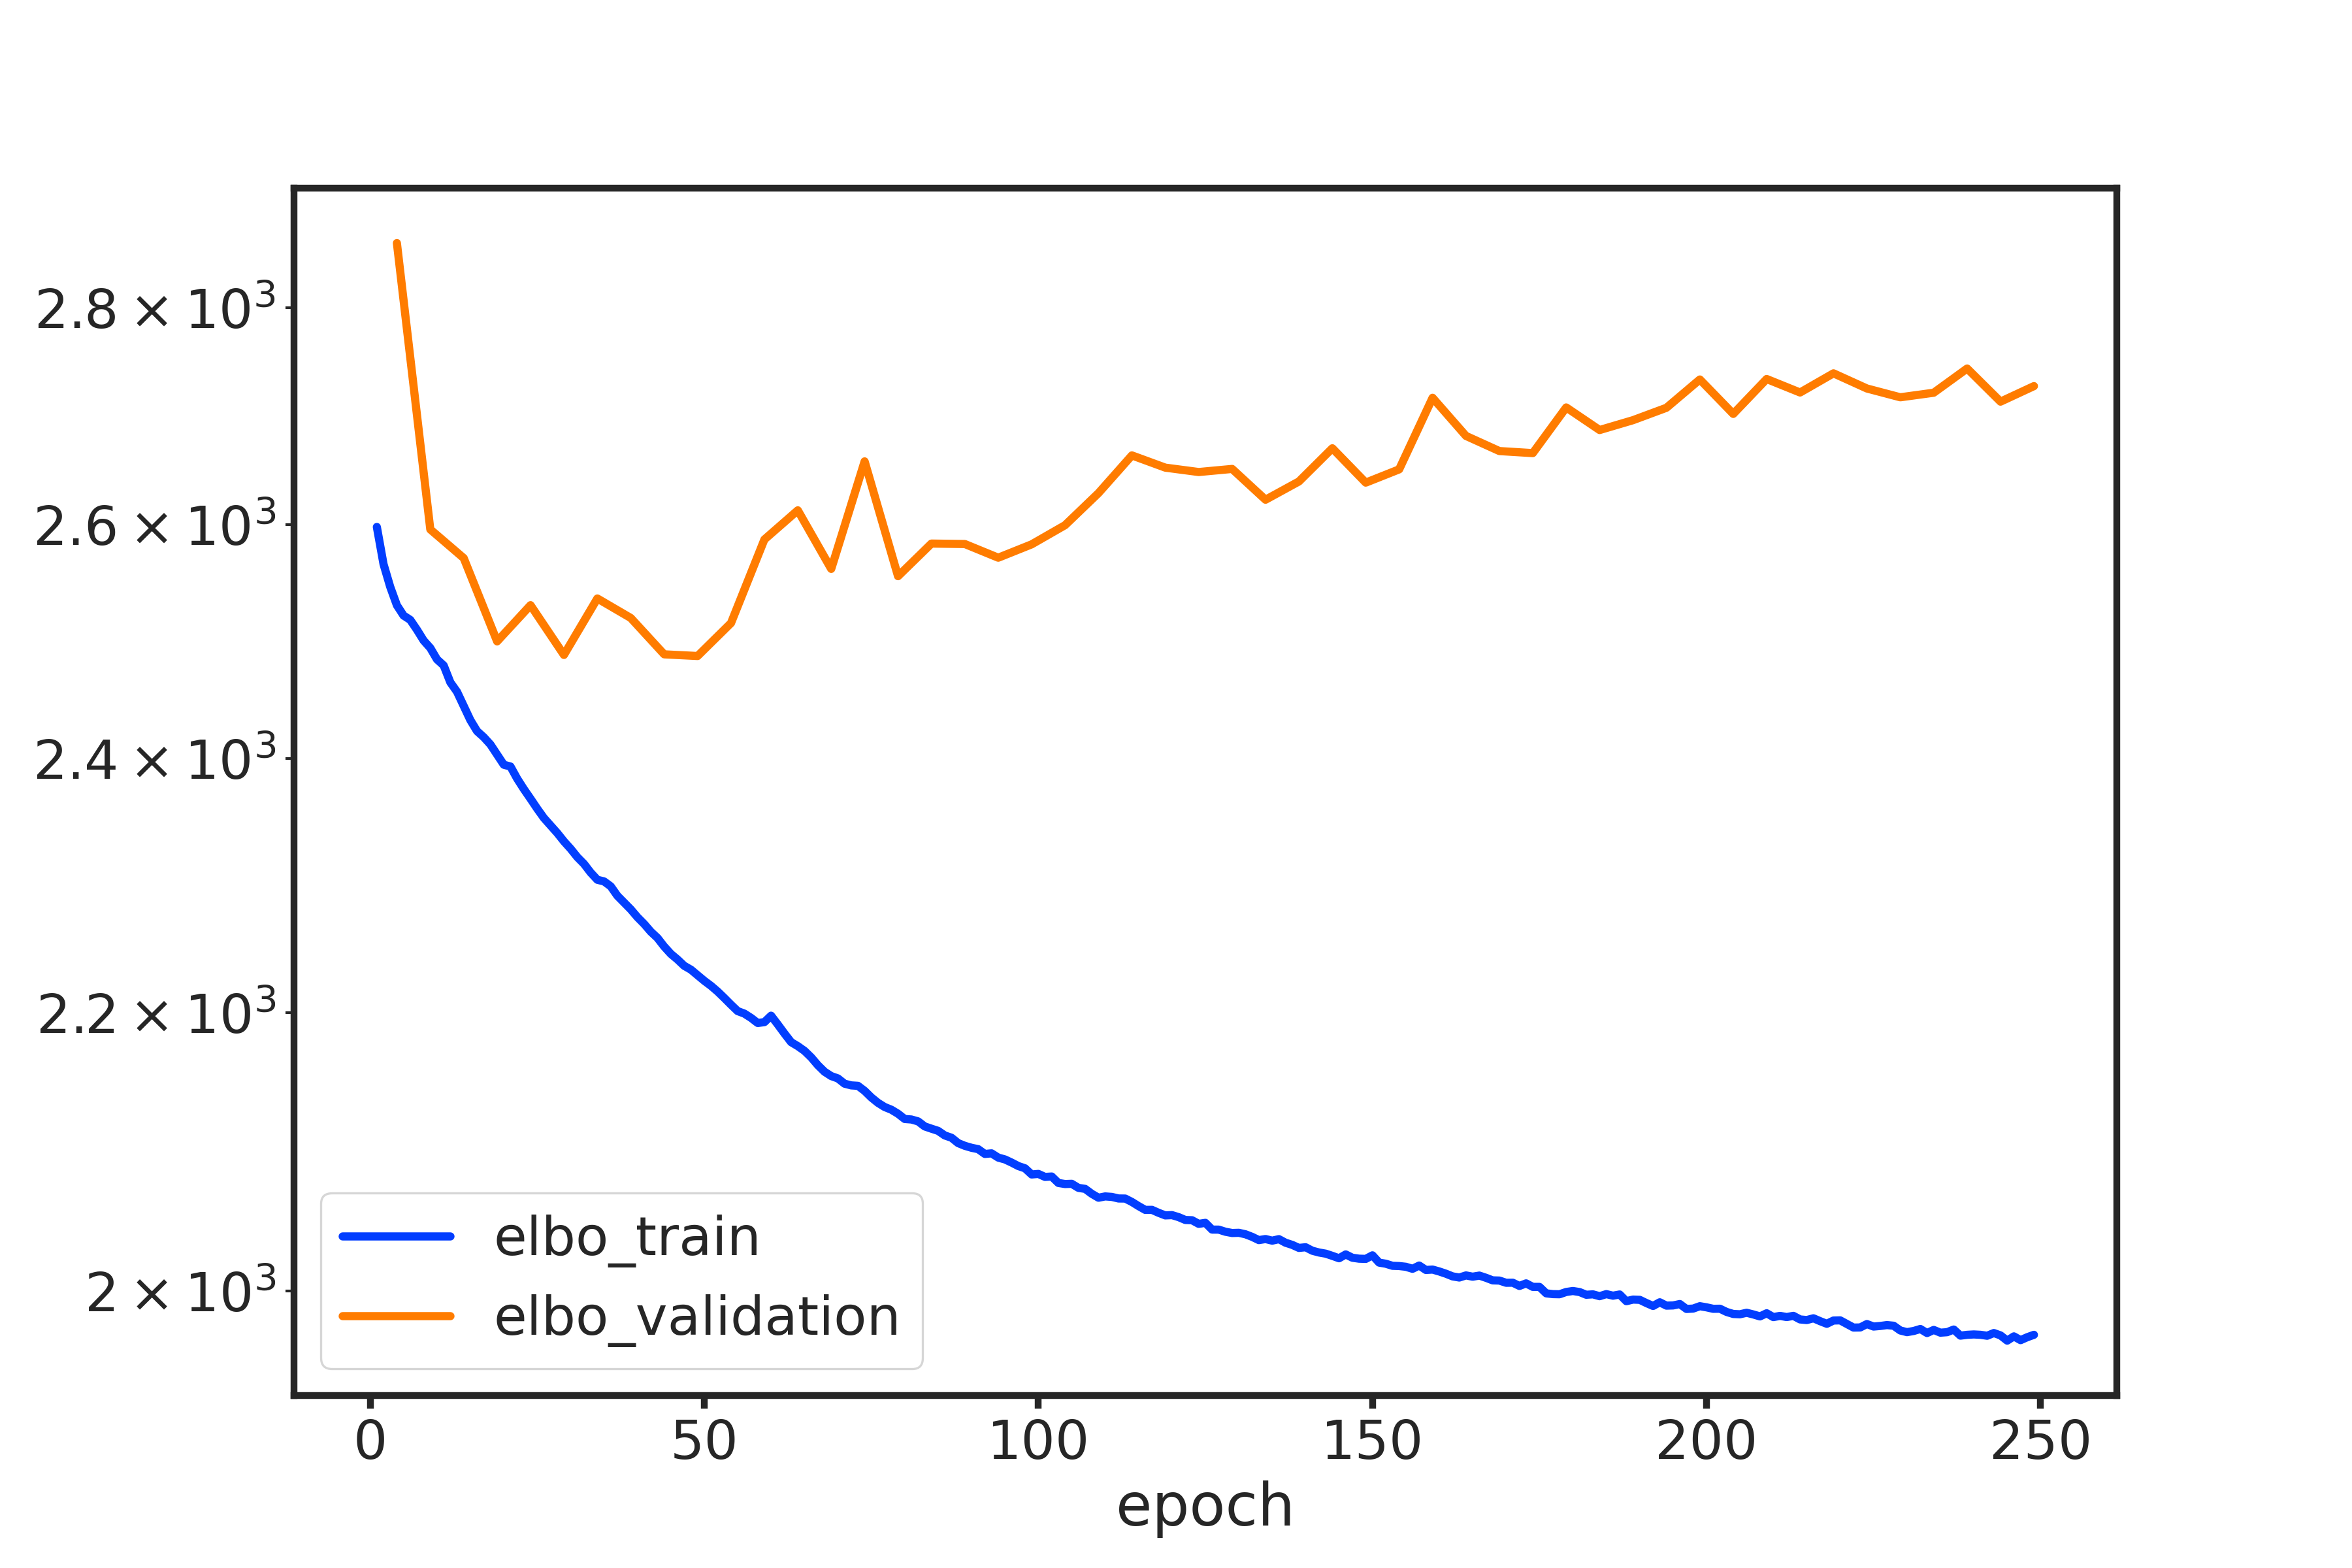 2.8 × 10³
2.6 × 10³
2.4 × 10³
2.2 × 10³
2 × 10³
elbo_train
elbo_validation
0 50 100 150 200 250
epoch